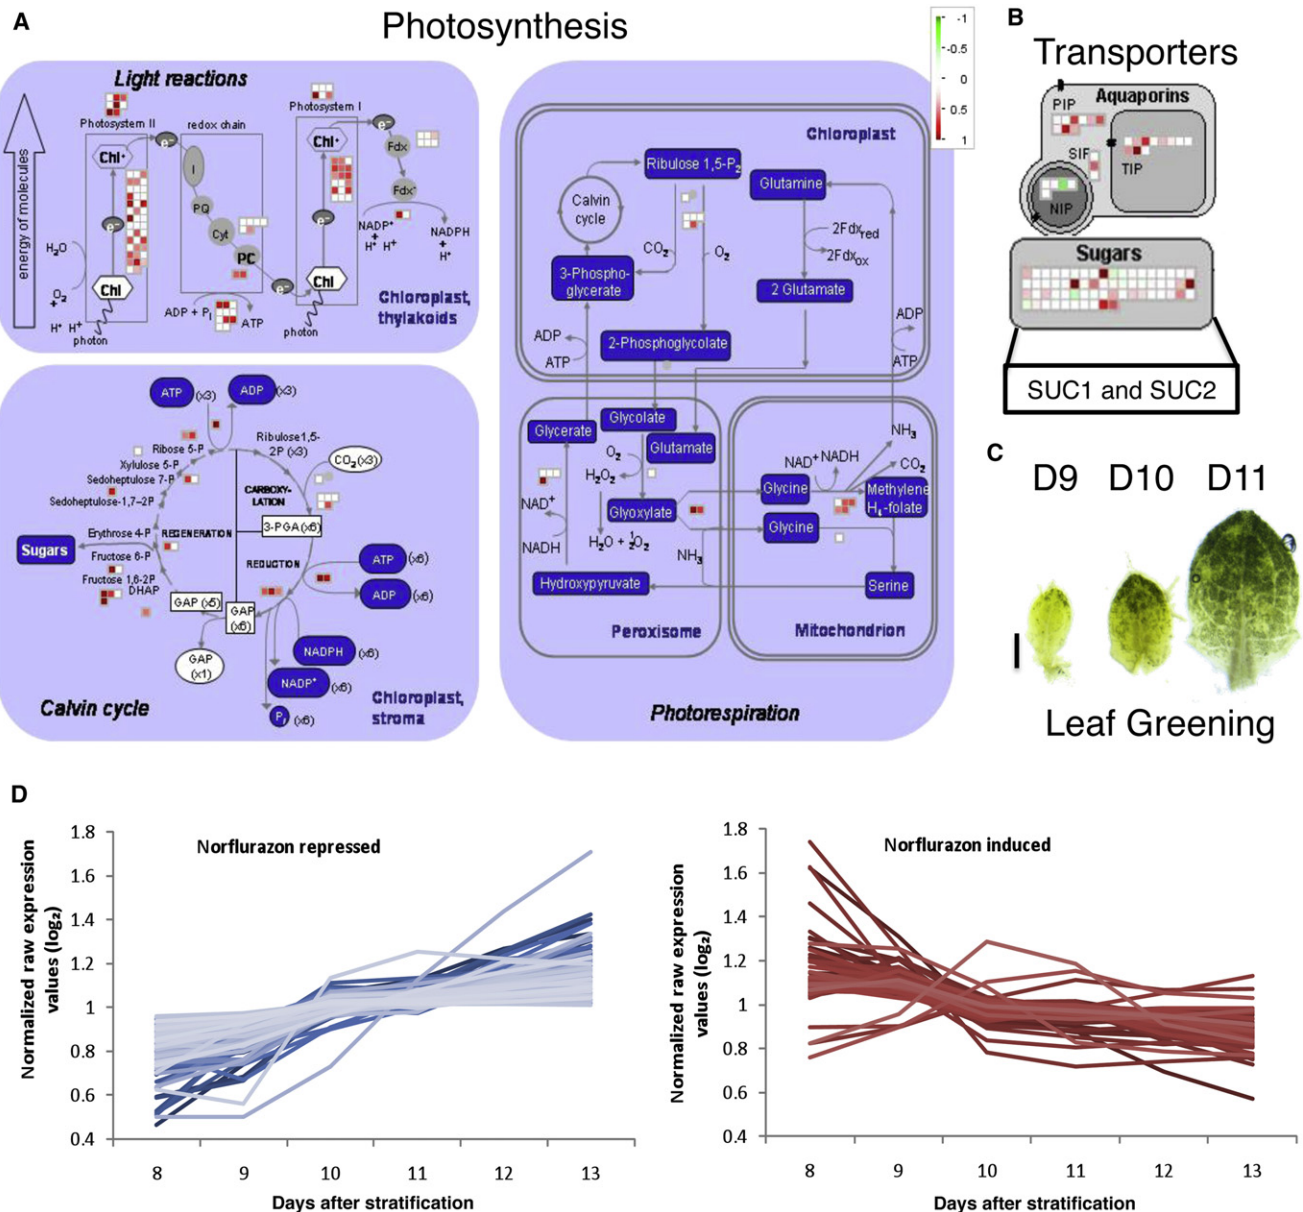 A
Photosynthesis
-1
-0.5
0
0.5
1
Light reactions
energy of molecules
Photosystem II
Chl*
e-
H₂O
O₂
+
H⁺ H⁺
Chl
photon
redox chain
e-
I
PQ
Cyt
PC
e-
ADP + Pᵢ
ATP
Photosystem I
Chl*
e-
Chl
photon
e-
Fdx
Fdx*
NADP⁺
+
H⁺ H⁺
NADPH
+
H⁺
Chloroplast,
thylakoids
ATP (x3)
ADP (x3)
Ribulose1,5-
2P (x3)
CO₂(x3)
Ribose 5-P
Xylulose 5-P
Sedoheptulose 7-P
Sedoheptulose-1,7-2P
Erythrose 4-P
Fructose 6-P
Fructose 1,6-2P
DHAP
Sugars
CARBOXY-
LATION
REGENERATION
REDUCTION
3-PGA(x6)
ATP (x6)
ADP (x6)
GAP (x5)
GAP
(x6)
GAP
(x1)
NADPH (x6)
NADP⁺ (x6)
Pᵢ (x6)
Calvin cycle
Chloroplast,
stroma
Chloroplast
Ribulose 1,5-P₂
Calvin
cycle
CO₂
O₂
3-Phospho-
glycerate
2-Phosphoglycolate
ADP
ATP
Glutamine
2Fdxred
2Fdxox
2 Glutamate
ADP
ATP
Glycerate
Glycolate
Glutamate
O₂
H₂O₂
Glyoxylate
NAD⁺
NADH
H₂O + ½O₂
NH₃
Hydroxypyruvate
Peroxisome
NH₃
NAD⁺ NADH
CO₂
Glycine
Methylene
H₄-folate
Glycine
Serine
Mitochondrion
Photorespiration
B
Transporters
Aquaporins
PIP
SIP
TIP
NIP
Sugars
SUC1 and SUC2
C
D9 D10 D11
Leaf Greening
D
Norflurazon repressed
Normalized raw expression
values (log₂)
1.8
1.6
1.4
1.2
1
0.8
0.6
0.4
8 9 10 11 12 13
Days after stratification
Norflurazon induced
Normalized raw expression
values (log₂)
1.8
1.6
1.4
1.2
1
0.8
0.6
0.4
8 9 10 11 12 13
Days after stratification